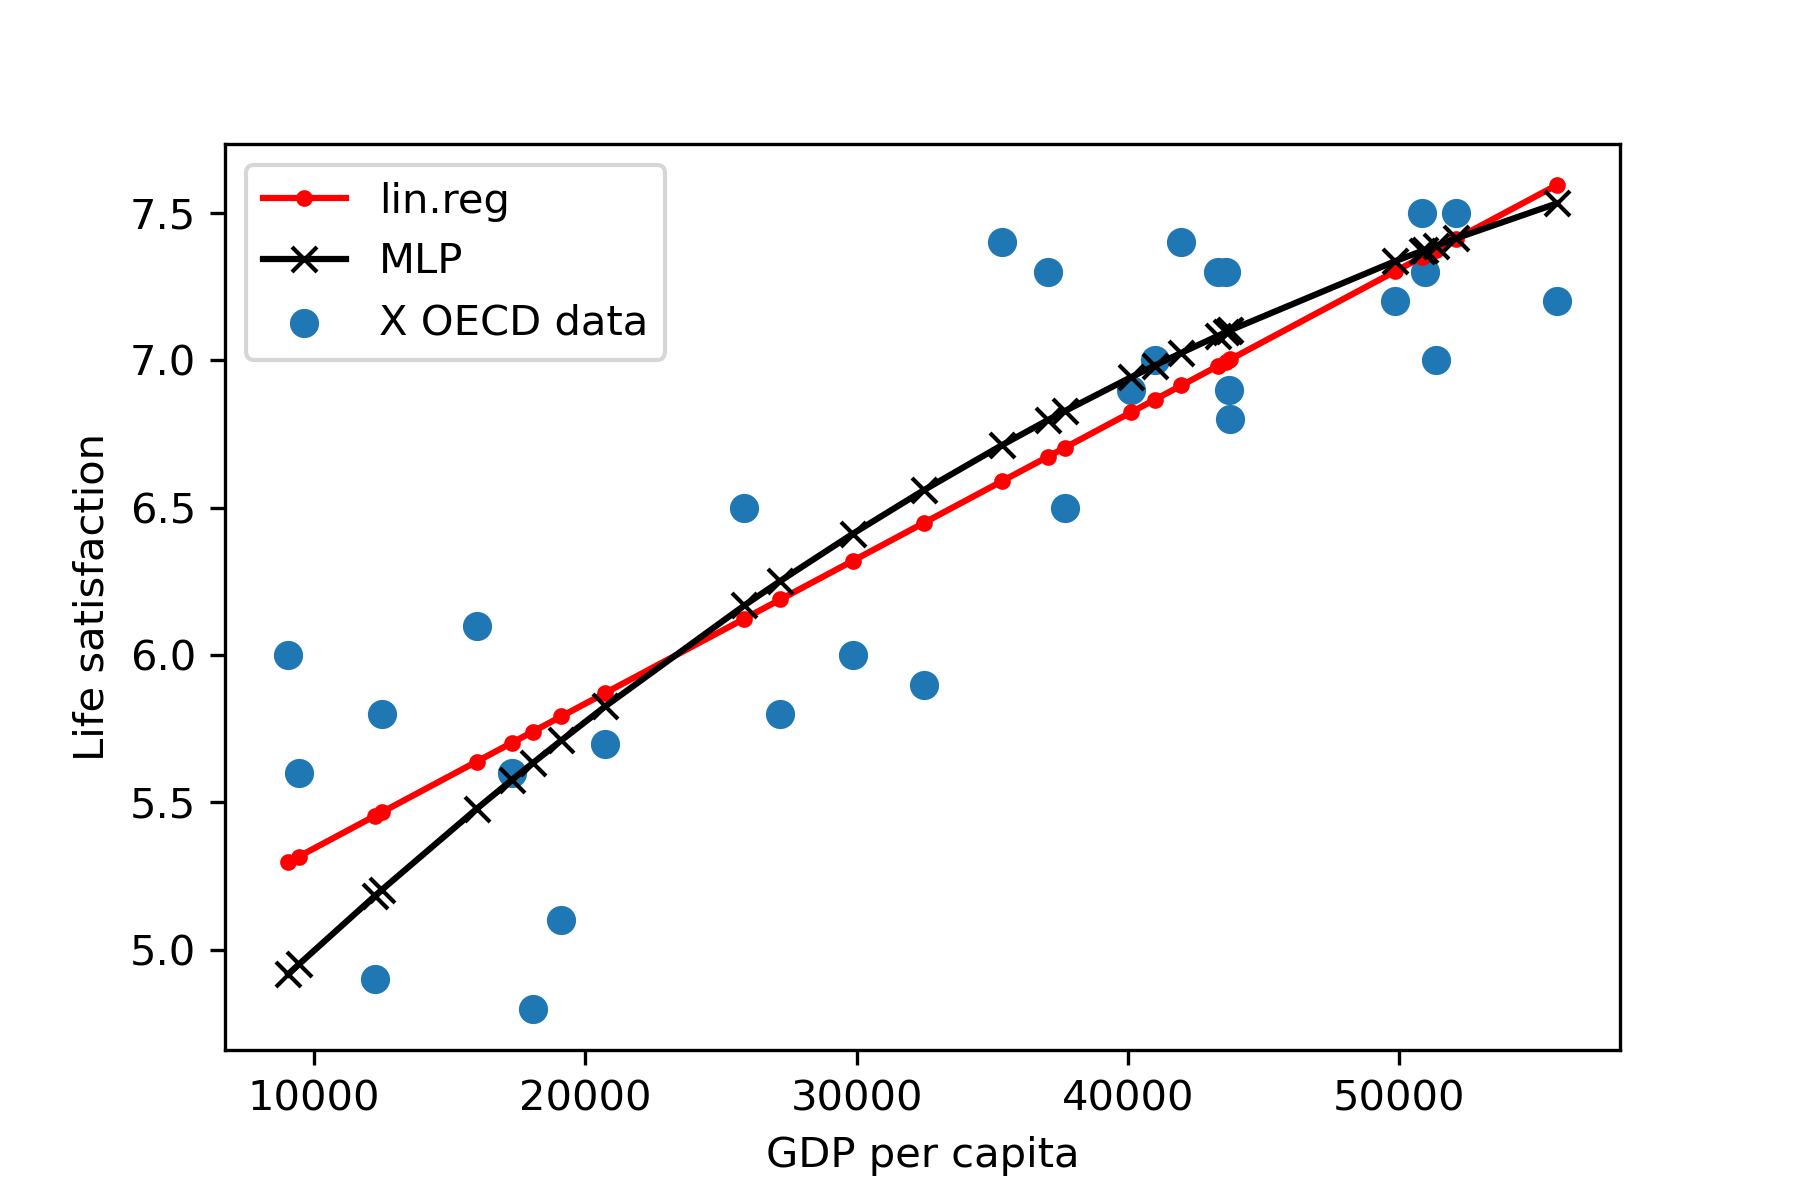 lin.reg
MLP
X OECD data
7.5
7.0
6.5
6.0
5.5
5.0
Life satisfaction
10000 20000 30000 40000 50000
GDP per capita